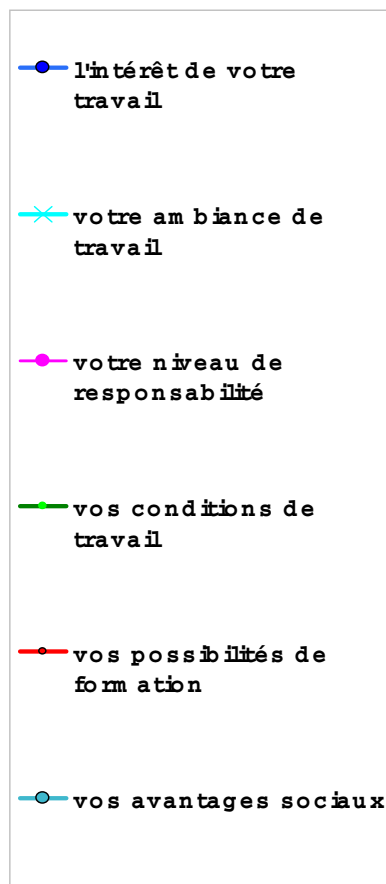 l'intérêt de votre
travail
votre ambiance de
travail
votre niveau de
responsabilité
vos conditions de
travail
vos possibilités de
formation
vos avantages sociaux